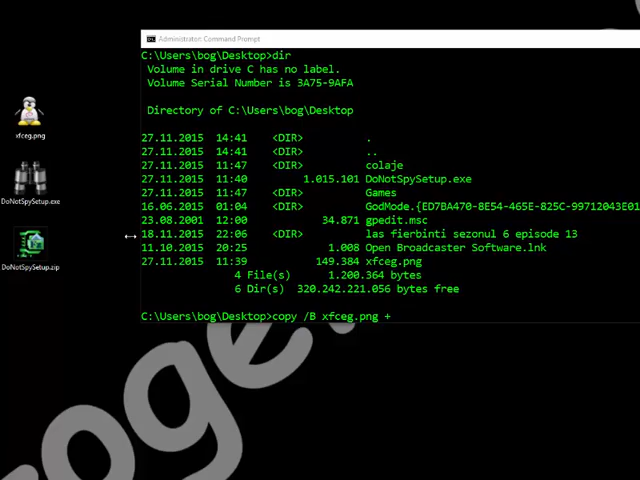 Administrator: Command Prompt
C:\Users\bog\Desktop>dir
Volume in drive C has no label.
Volume Serial Number is 3A75-9AFA
Directory of C:\Users\bog\Desktop
27.11.2015 14:41 <DIR> .
27.11.2015 14:41 <DIR> ..
27.11.2015 11:47 <DIR> colaje
27.11.2015 11:40 1.015.101 DoNotSpySetup.exe
27.11.2015 11:47 <DIR> Games
16.06.2015 01:04 <DIR> GodMode.{ED7BA470-8E54-465E-825C-99712043E01
23.08.2001 12:00 34.871 gpedit.msc
18.11.2015 22:06 <DIR> las fierbinti sezonul 6 episode 13
11.10.2015 20:25 1.008 Open Broadcaster Software.lnk
27.11.2015 11:39 149.384 xfceg.png
4 File(s) 1.200.364 bytes
6 Dir(s) 320.242.221.056 bytes free
C:\Users\bog\Desktop>copy /B xfceg.png +
xfceg.png
DoNotSpySetup.exe
DoNotSpySetup.zip
oge.